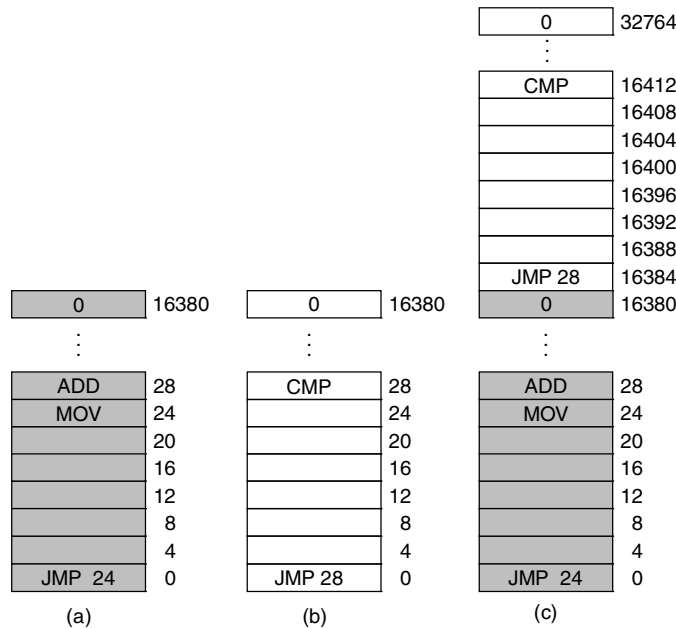 0 32764
CMP 16412
16408
16404
16400
16396
16392
16388
JMP 28 16384
0 16380 0 16380 0 16380
ADD 28 CMP 28 ADD 28
MOV 24 24 MOV 24
20 20 20
16 16 16
12 12 12
8 8 8
4 4 4
JMP 24 0 JMP 28 0 JMP 24 0
(a) (b) (c)